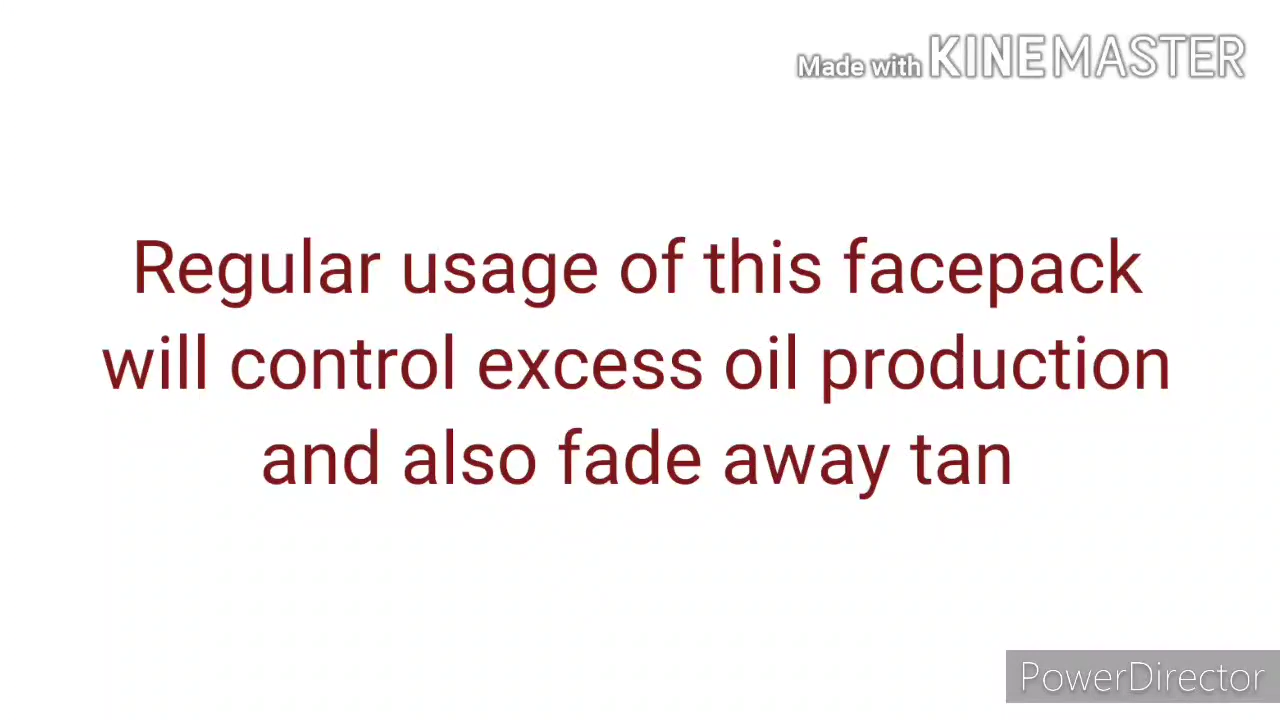 Made with KINEMASTER
Regular usage of this facepack
will control excess oil production
and also fade away tan
PowerDirector